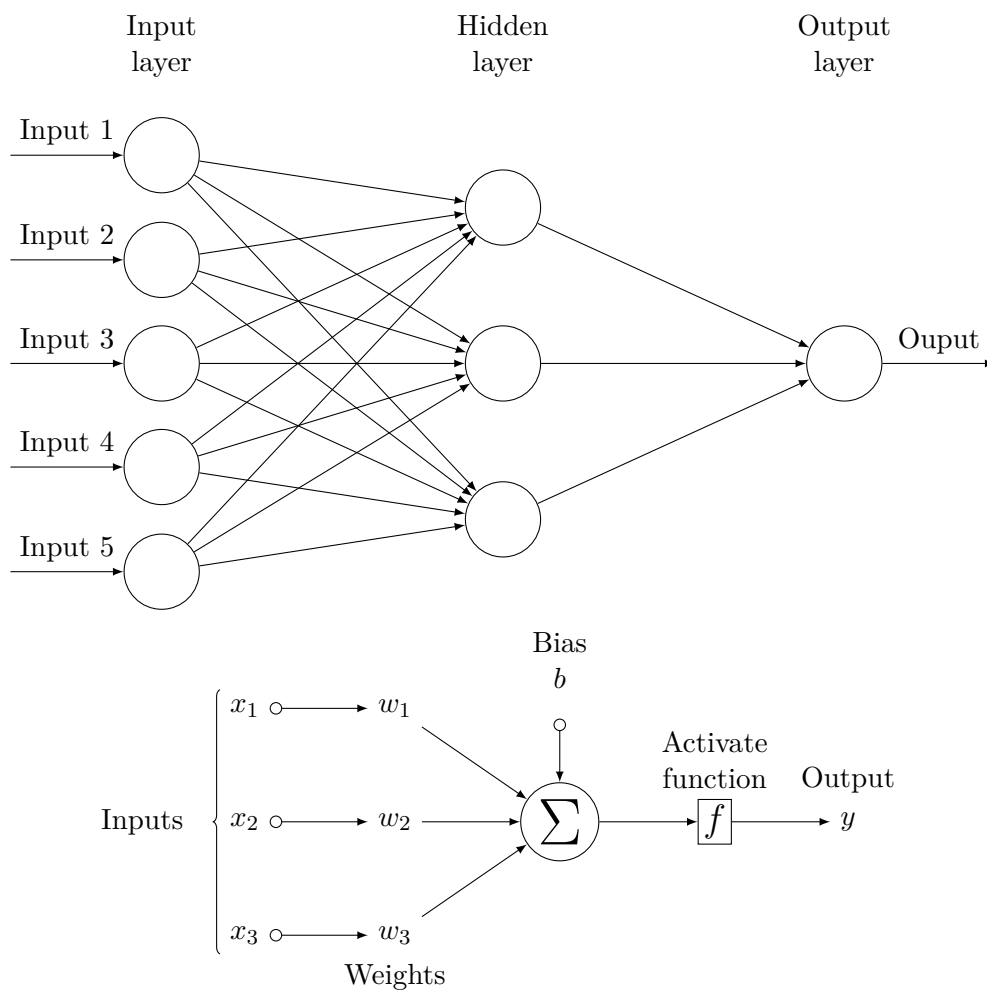 Input
layer
Hidden
layer
Output
layer
Input 1
Input 2
Input 3
Input 4
Input 5
Ouput
Bias
b
x₁
w₁
Activate
function
Output
Inputs
x₂
w₂
Σ
f
y
x₃
w₃
Weights